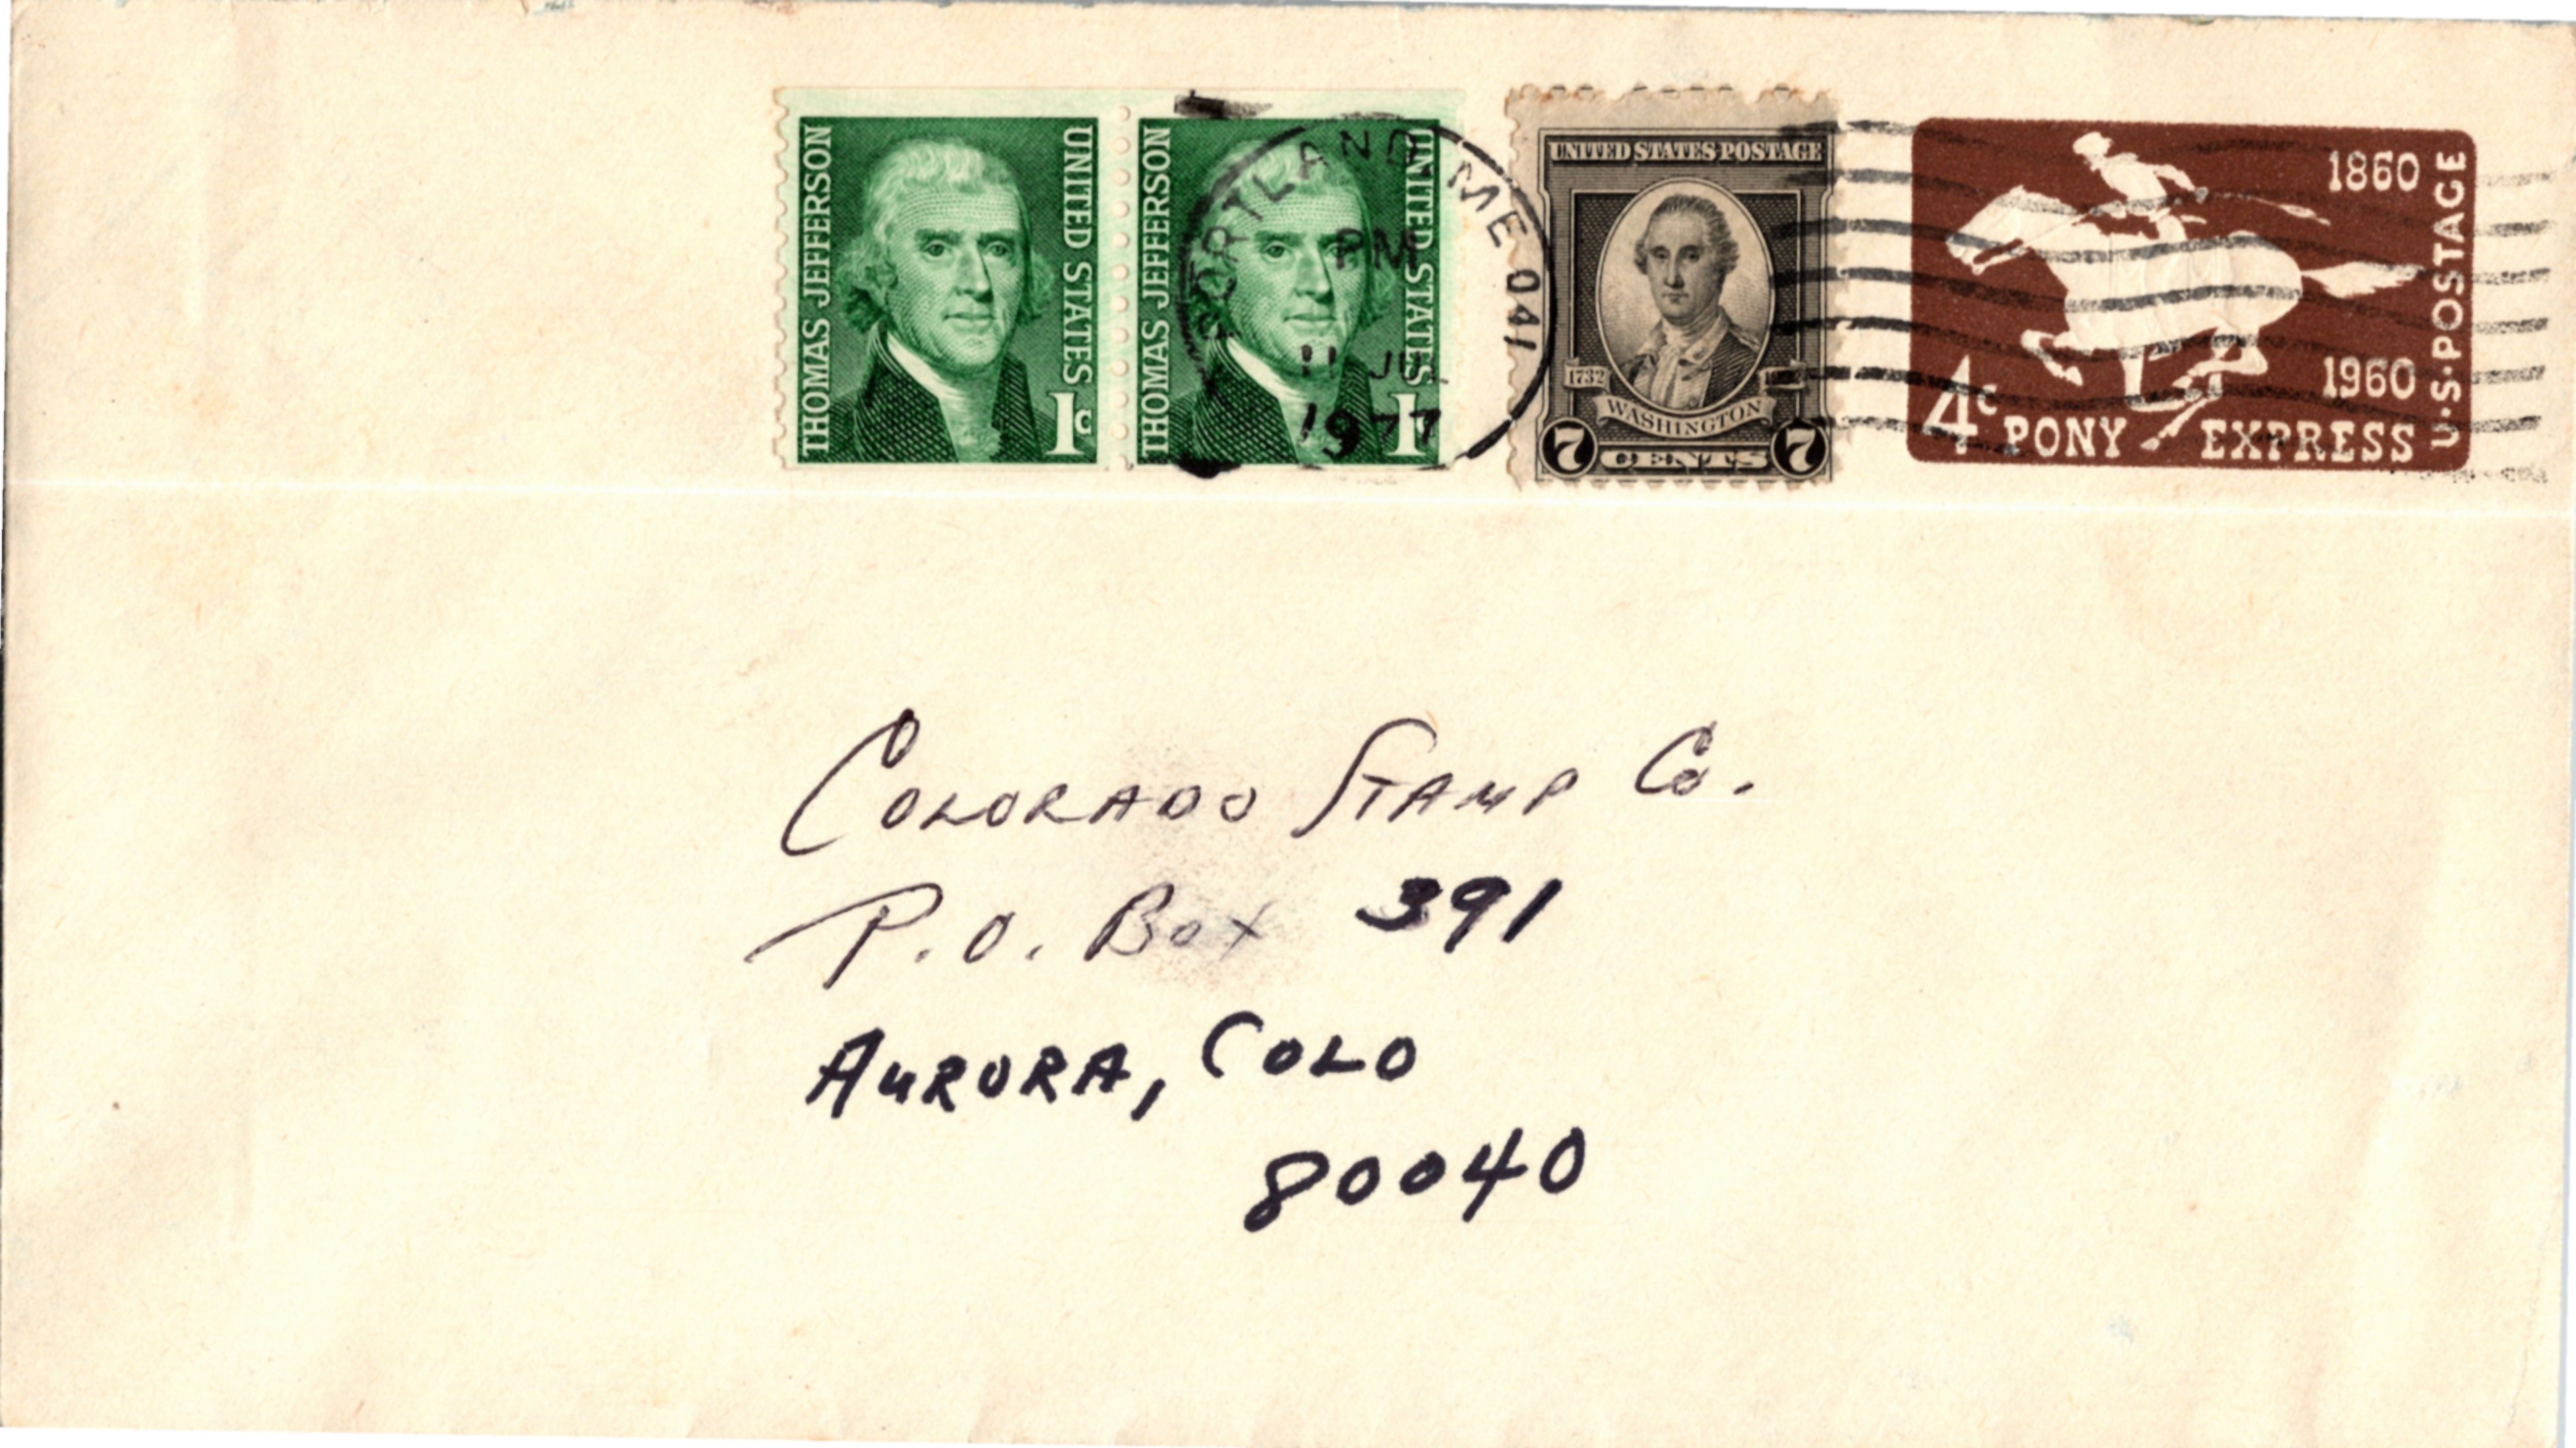 THOMAS JEFFERSON
UNITED STATES
1c
THOMAS JEFFERSON
UNITED STATES
1c
PORTLAND ME 041
PM
11 JUL
1977
UNITED STATES POSTAGE
1732
WASHINGTON
7 CENTS 7
1860
1960
U·S·POSTAGE
4c PONY EXPRESS
COLORADO STAMP Co.
P.O. Box 391
AURORA, COLO
80040